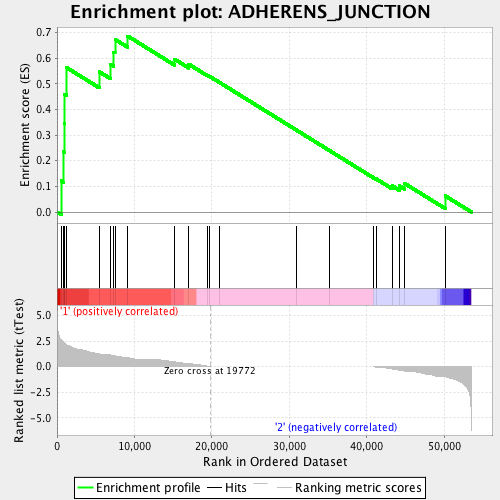 Enrichment plot: ADHERENS_JUNCTION
Enrichment score (ES)
0.7
0.6
0.5
0.4
0.3
0.2
0.1
0.0
'1' (positively correlated)
Ranked list metric (tTest)
5.0
2.5
0.0
-2.5
-5.0
Zero cross at 19772
'2' (negatively correlated)
0 10,000 20,000 30,000 40,000 50,000
Rank in Ordered Dataset
Enrichment profile Hits Ranking metric scores